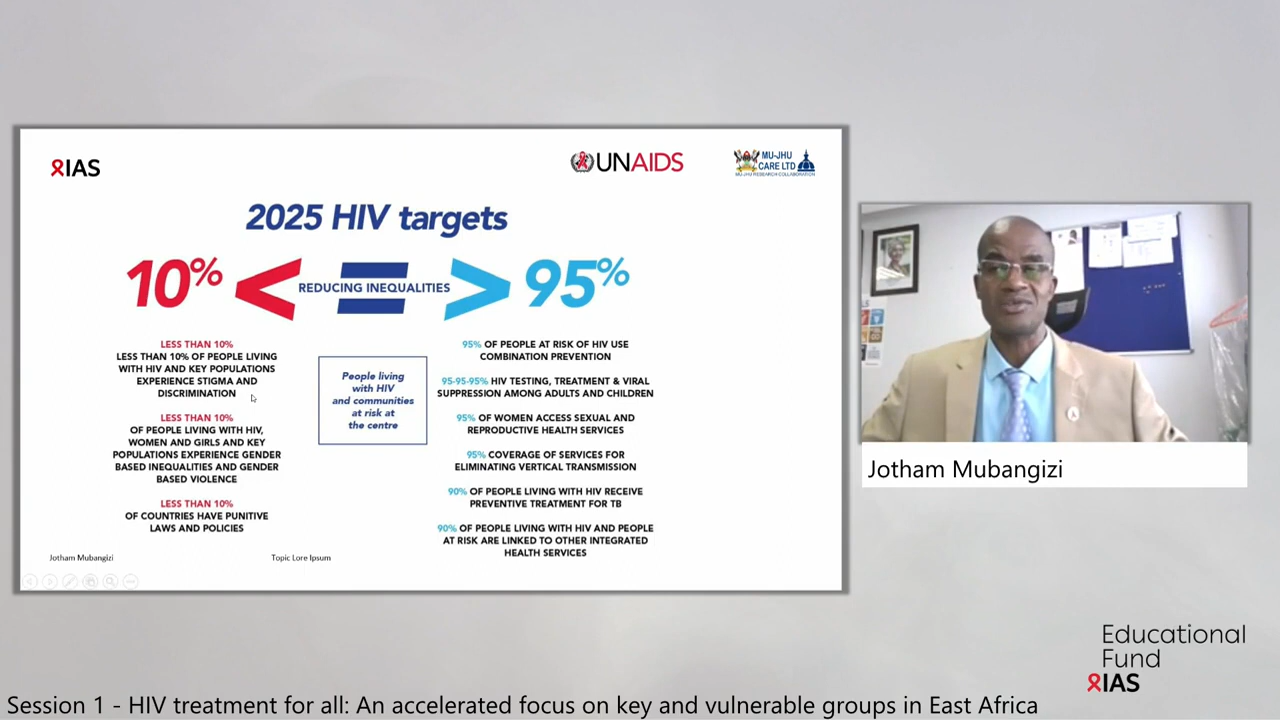 IAS
UNAIDS
MU-JHU
CARE LTD
MU-JHU RESEARCH COLLABORATION
2025 HIV targets
10% < REDUCING INEQUALITIES > 95%
LESS THAN 10%
LESS THAN 10% OF PEOPLE LIVING
WITH HIV AND KEY POPULATIONS
EXPERIENCE STIGMA AND
DISCRIMINATION
LESS THAN 10%
OF PEOPLE LIVING WITH HIV,
WOMEN AND GIRLS AND KEY
POPULATIONS EXPERIENCE GENDER
BASED INEQUALITIES AND GENDER
BASED VIOLENCE
LESS THAN 10%
OF COUNTRIES HAVE PUNITIVE
LAWS AND POLICIES
People living
with HIV
and communities
at risk at
the centre
95% OF PEOPLE AT RISK OF HIV USE
COMBINATION PREVENTION
95-95-95% HIV TESTING, TREATMENT & VIRAL
SUPPRESSION AMONG ADULTS AND CHILDREN
95% OF WOMEN ACCESS SEXUAL AND
REPRODUCTIVE HEALTH SERVICES
95% COVERAGE OF SERVICES FOR
ELIMINATING VERTICAL TRANSMISSION
90% OF PEOPLE LIVING WITH HIV RECEIVE
PREVENTIVE TREATMENT FOR TB
90% OF PEOPLE LIVING WITH HIV AND PEOPLE
AT RISK ARE LINKED TO OTHER INTEGRATED
HEALTH SERVICES
Jotham Mubangizi
Topic Lore Ipsum
Jotham Mubangizi
Educational
Fund
IAS
Session 1 - HIV treatment for all: An accelerated focus on key and vulnerable groups in East Africa